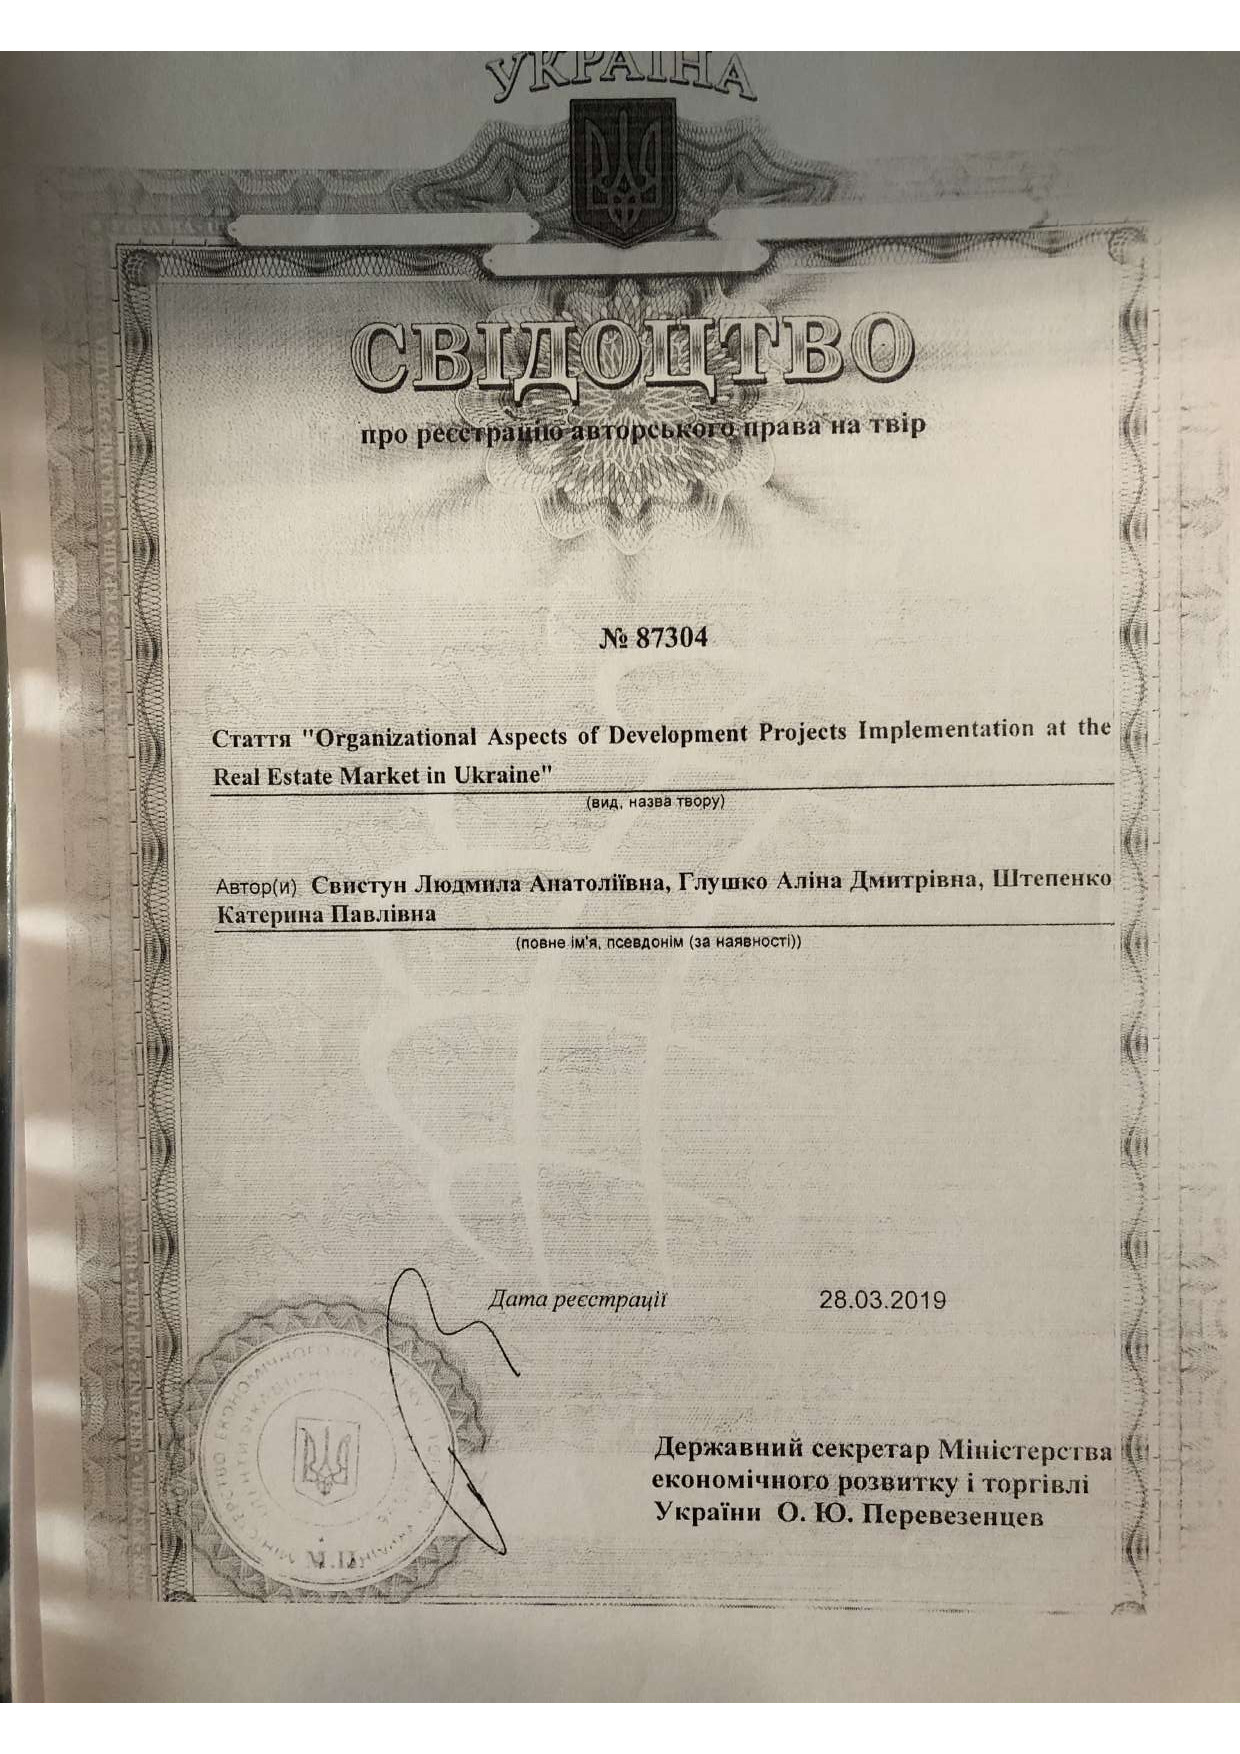 УКРАЇНА
СВІДОЦТВО
про реєстрацію авторського права на твір
№ 87304
Стаття "Organizational Aspects of Development Projects Implementation at the
Real Estate Market in Ukraine"
(вид, назва твору)
Автор(и) Свистун Людмила Анатоліївна, Глушко Аліна Дмитрівна, Штепенко
Катерина Павлівна
(повне ім'я, псевдонім (за наявності))
Дата реєстрації 28.03.2019
Державний секретар Міністерства
економічного розвитку і торгівлі
України О. Ю. Перевезенцев
М.П.